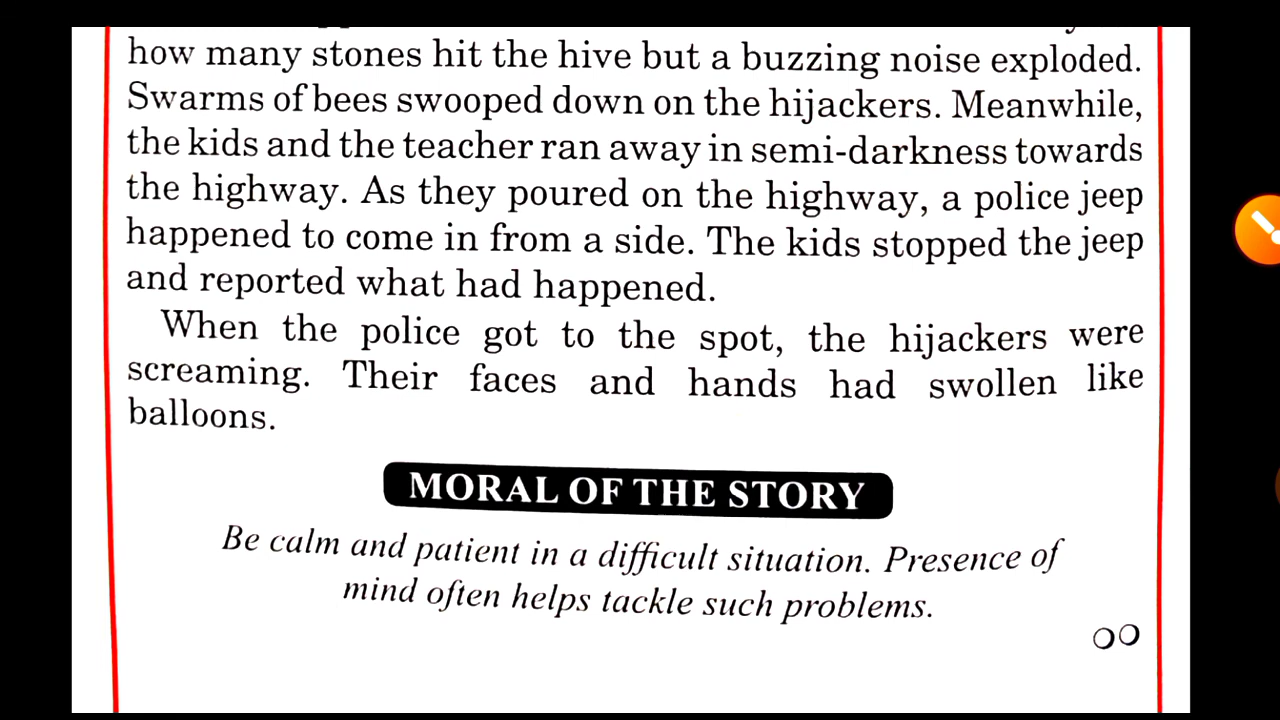 how many stones hit the hive but a buzzing noise exploded.
Swarms of bees swooped down on the hijackers. Meanwhile,
the kids and the teacher ran away in semi-darkness towards
the highway. As they poured on the highway, a police jeep
happened to come in from a side. The kids stopped the jeep
and reported what had happened.
When the police got to the spot, the hijackers were
screaming. Their faces and hands had swollen like
balloons.
MORAL OF THE STORY
Be calm and patient in a difficult situation. Presence of
mind often helps tackle such problems.